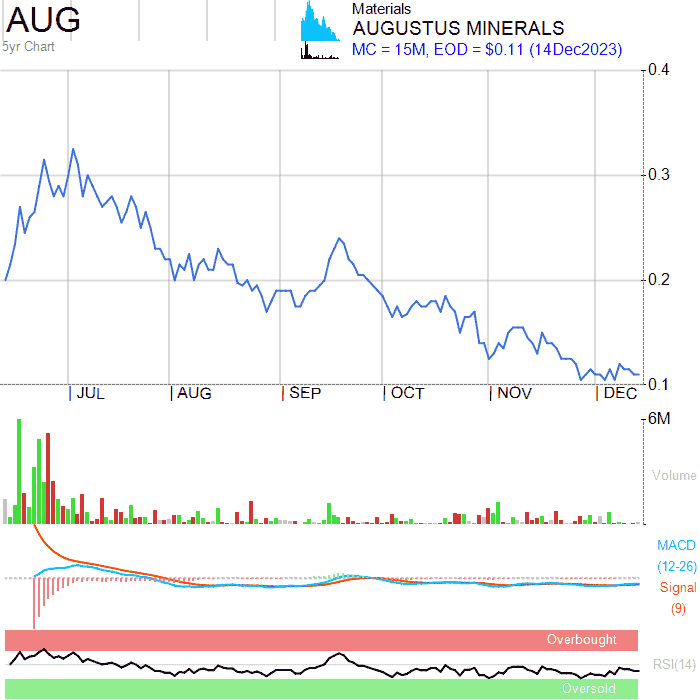 AUG
5yr Chart
Materials
AUGUSTUS MINERALS
MC = 15M, EOD = $0.11 (14Dec2023)
0.4
0.3
0.2
0.1
JUL
AUG
SEP
OCT
NOV
DEC
6M
Volume
MACD
(12-26)
Signal
(9)
Overbought
RSI(14)
Oversold